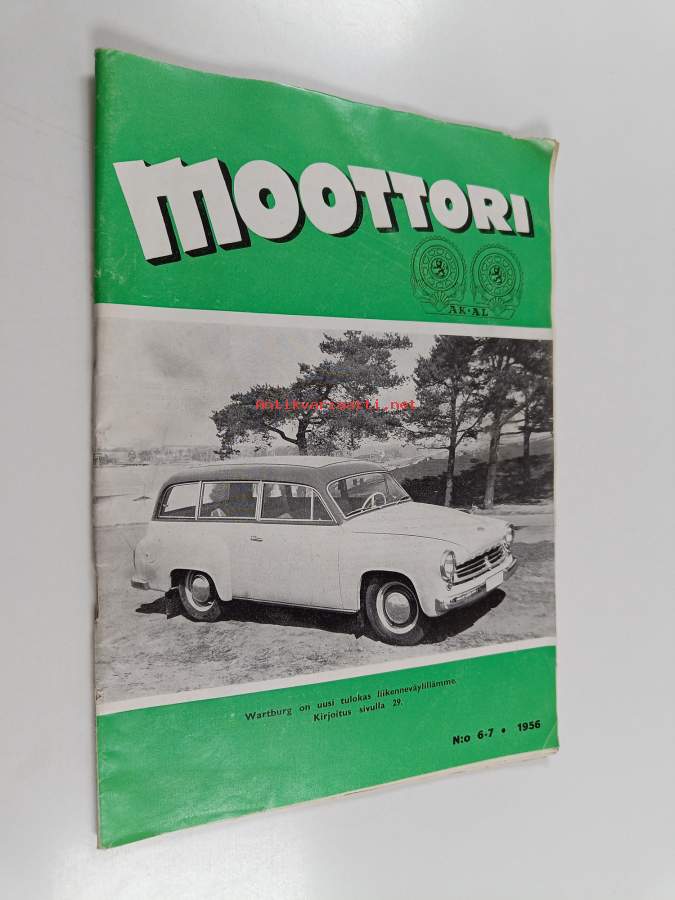 MOOTTORI
AK·AL
Antikvariaatti.net
Wartburg on uusi tulokas liikenneväylillämme.
Kirjoitus sivulla 29.
N:o 6-7 • 1956